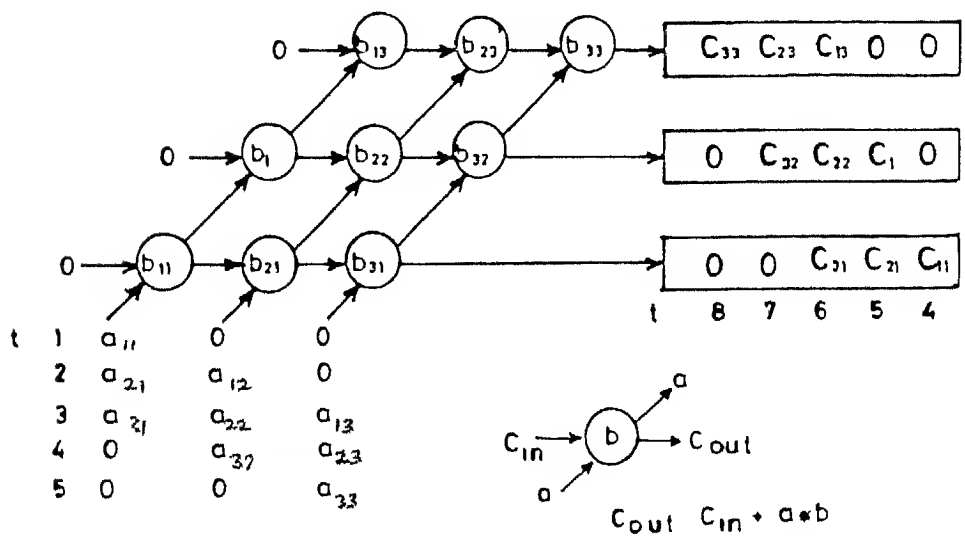 0 b₁₃ b₂₃ b₃₃ C₃₃ C₂₃ C₁₃ 0 0
0 b₁ b₂₂ b₃₂ 0 C₃₂ C₂₂ C₁ 0
0 b₁₁ b₂₁ b₃₁ 0 0 C₃₁ C₂₁ C₁₁
t 8 7 6 5 4
t 1 a₁₁ 0 0
2 a₂₁ a₁₂ 0
3 a₃₁ a₂₂ a₁₃
4 0 a₃₂ a₂₃
5 0 0 a₃₃
a
Cin b Cout
a
Cout Cin + a*b